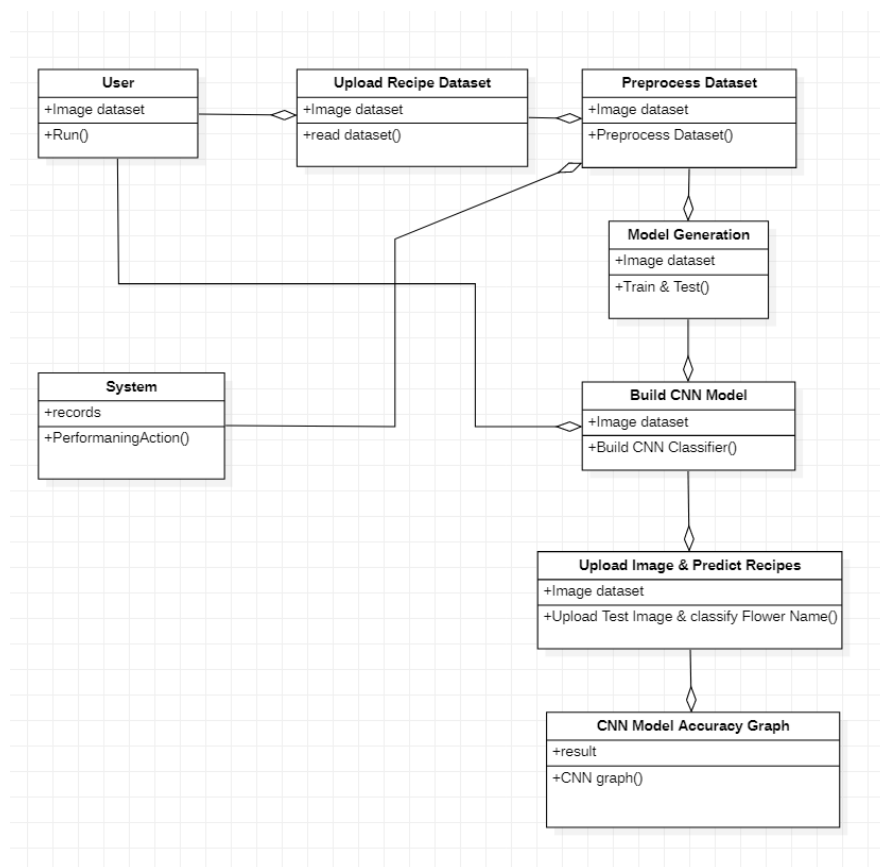 User
+Image dataset
+Run()
Upload Recipe Dataset
+Image dataset
+read dataset()
Preprocess Dataset
+Image dataset
+Preprocess Dataset()
Model Generation
+Image dataset
+Train & Test()
System
+records
+PerformaningAction()
Build CNN Model
+Image dataset
+Build CNN Classifier()
Upload Image & Predict Recipes
+Image dataset
+Upload Test Image & classify Flower Name()
CNN Model Accuracy Graph
+result
+CNN graph()